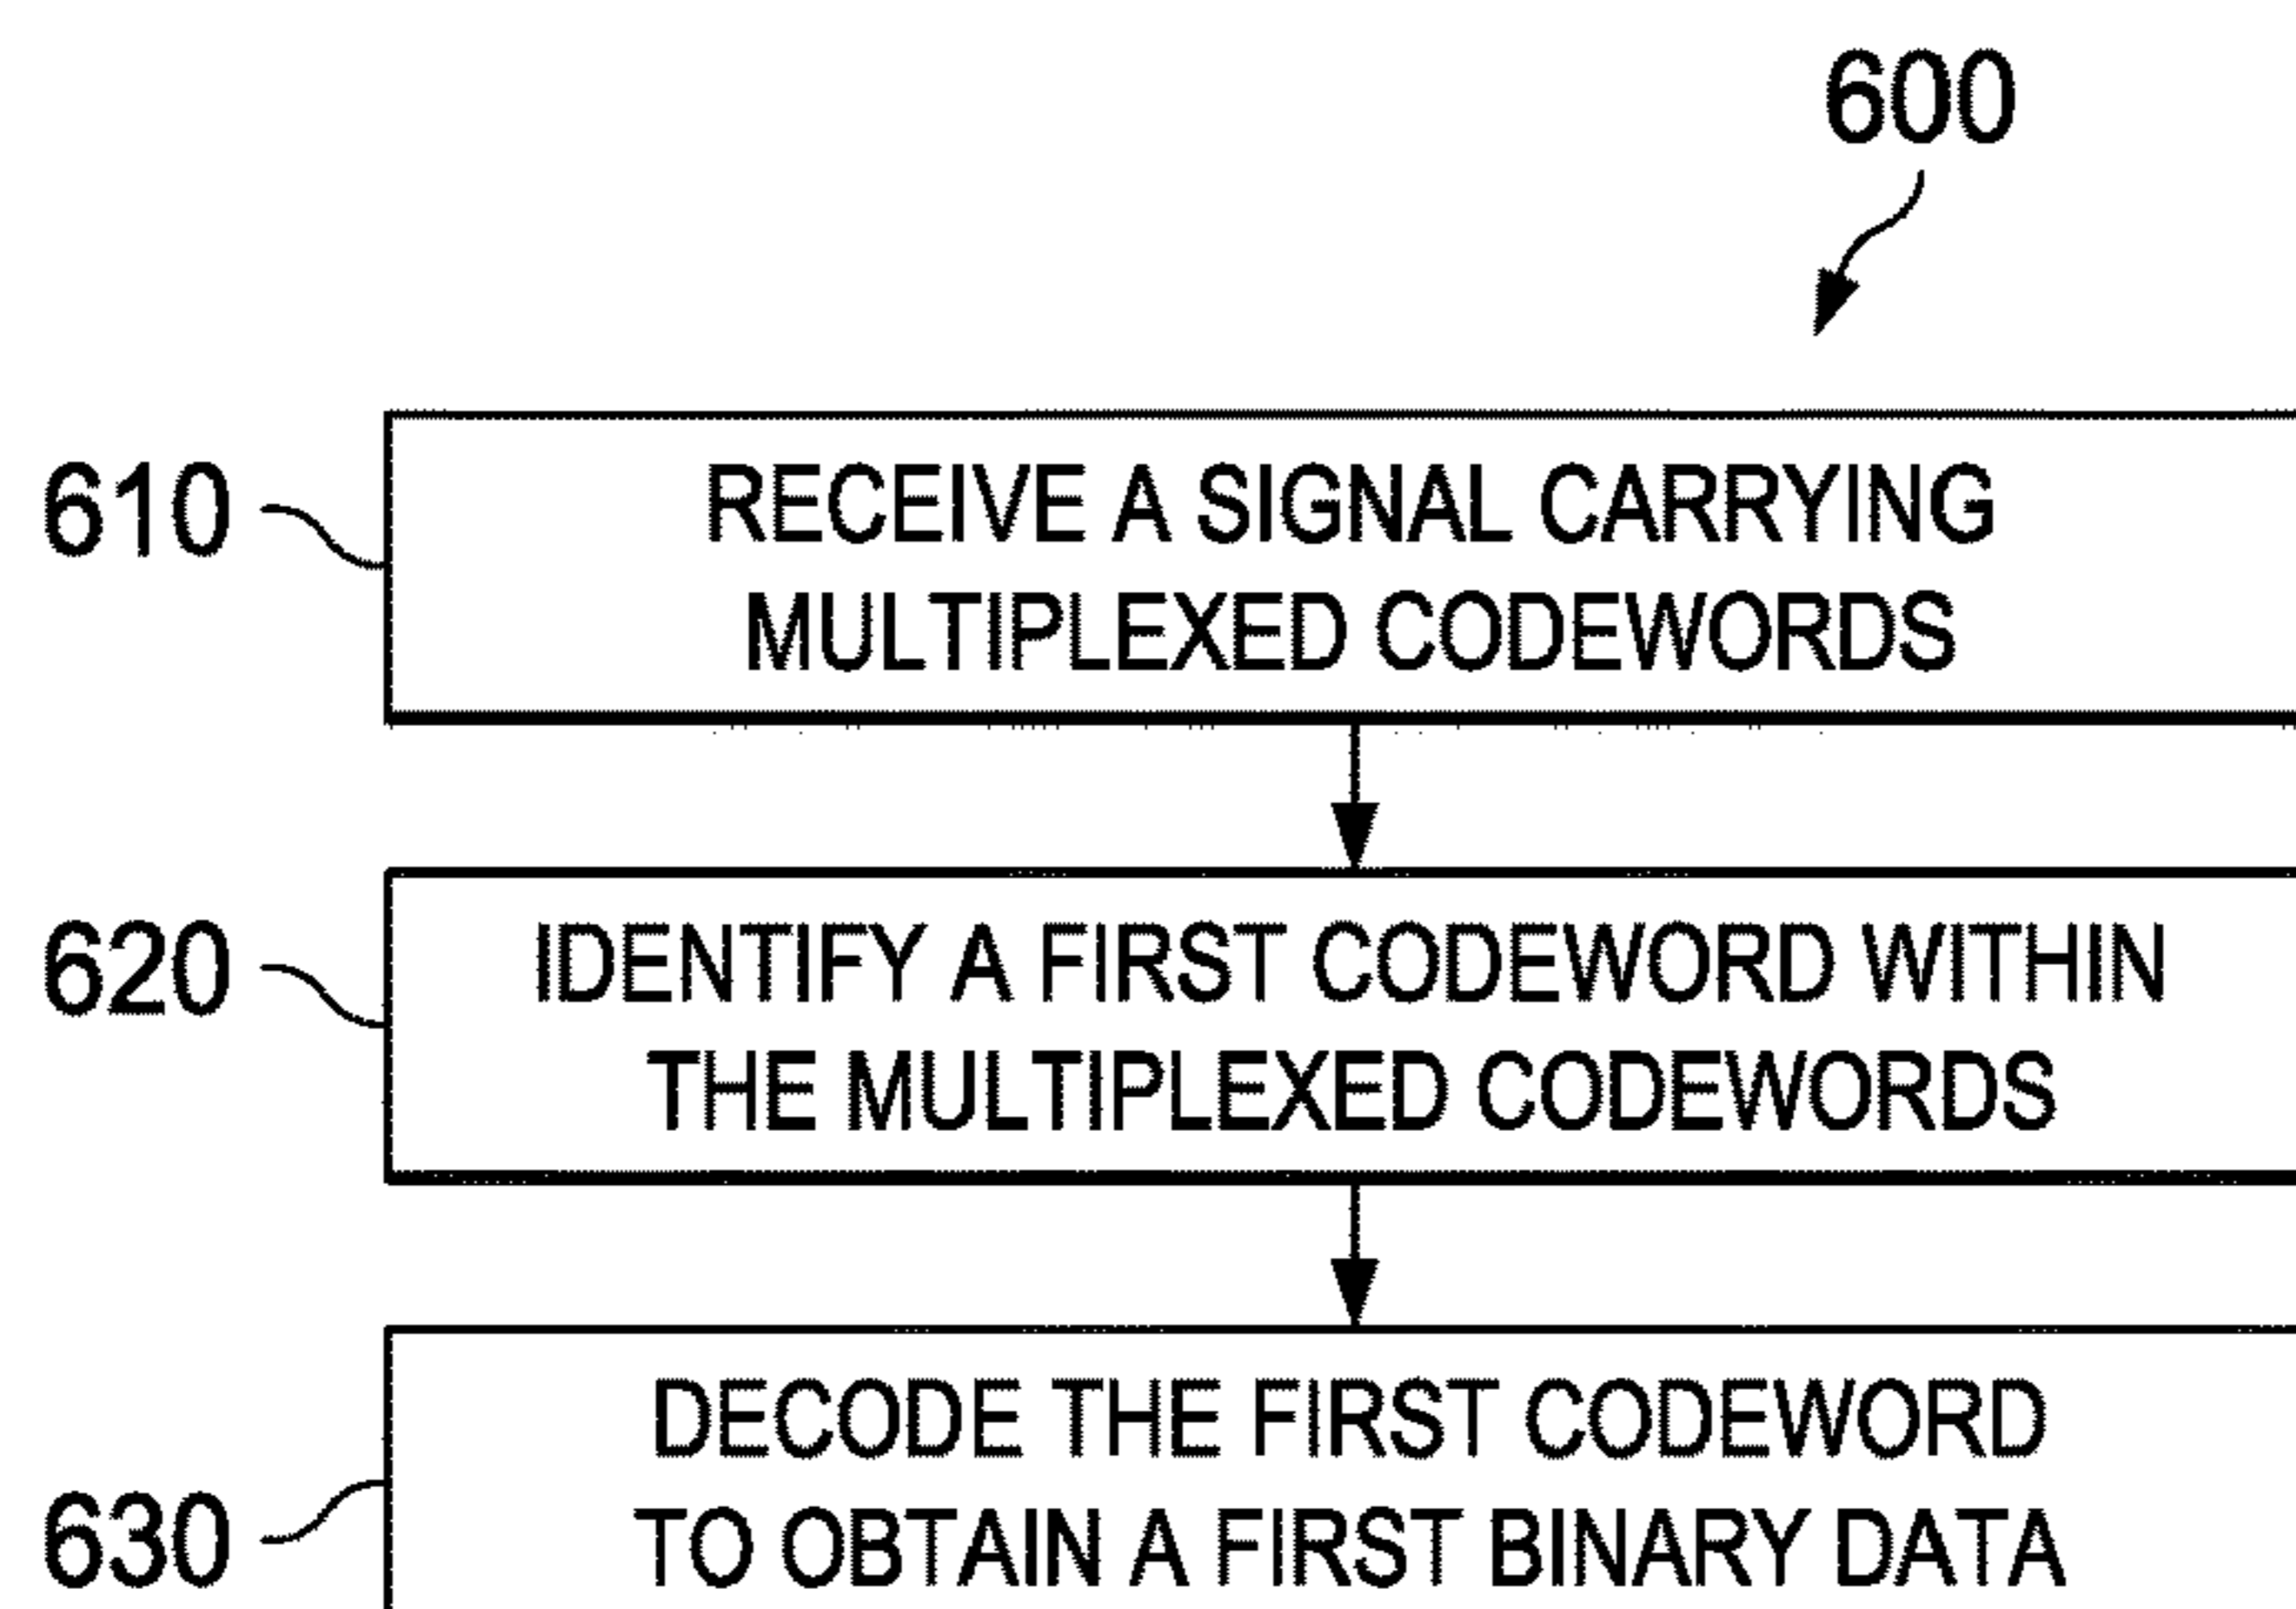 600
610
RECEIVE A SIGNAL CARRYING
MULTIPLEXED CODEWORDS
620
IDENTIFY A FIRST CODEWORD WITHIN
THE MULTIPLEXED CODEWORDS
630
DECODE THE FIRST CODEWORD
TO OBTAIN A FIRST BINARY DATA